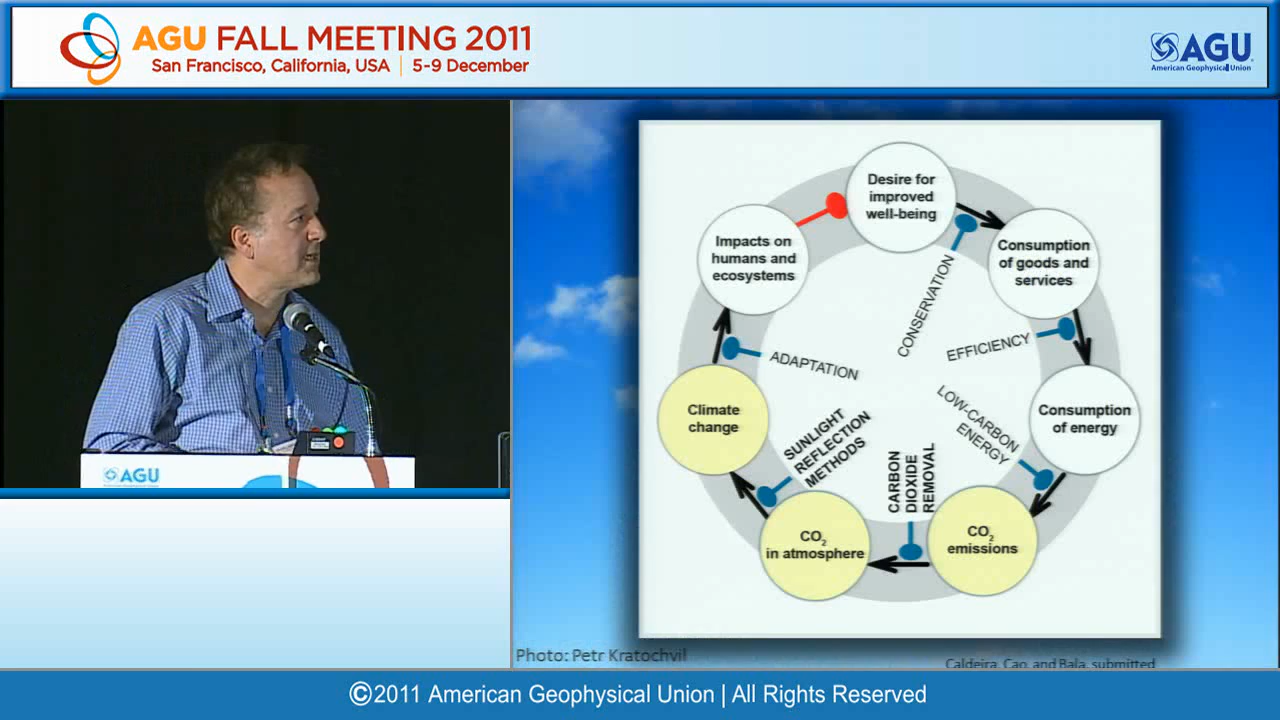 AGU FALL MEETING 2011
San Francisco, California, USA | 5-9 December
AGU
American Geophysical Union
Desire for
improved
well-being
Impacts on
humans and
ecosystems
Consumption
of goods and
services
CONSERVATION
EFFICIENCY
ADAPTATION
Climate
change
SUNLIGHT
REFLECTION
METHODS
CARBON
DIOXIDE
REMOVAL
LOW-CARBON
ENERGY
Consumption
of energy
CO2
in atmosphere
CO2
emissions
AGU
Photo: Petr Kratochvil
Caldeira, Cao, and Bala, submitted
©2011 American Geophysical Union | All Rights Reserved